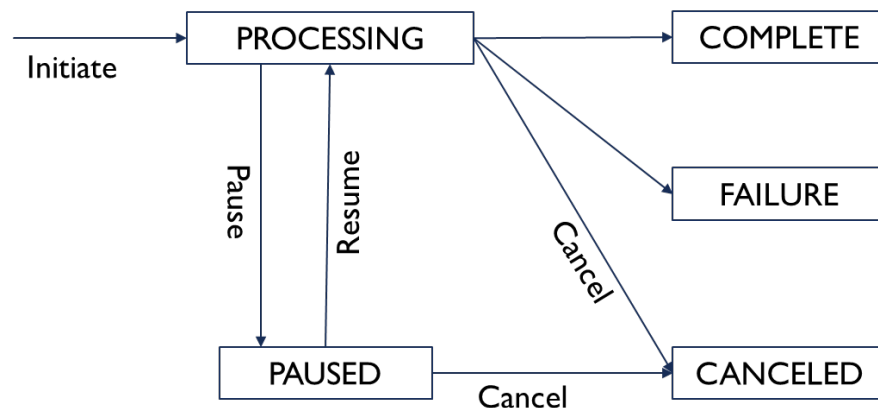 PROCESSING
COMPLETE
Initiate
Pause
Resume
FAILURE
Cancel
PAUSED
CANCELED
Cancel